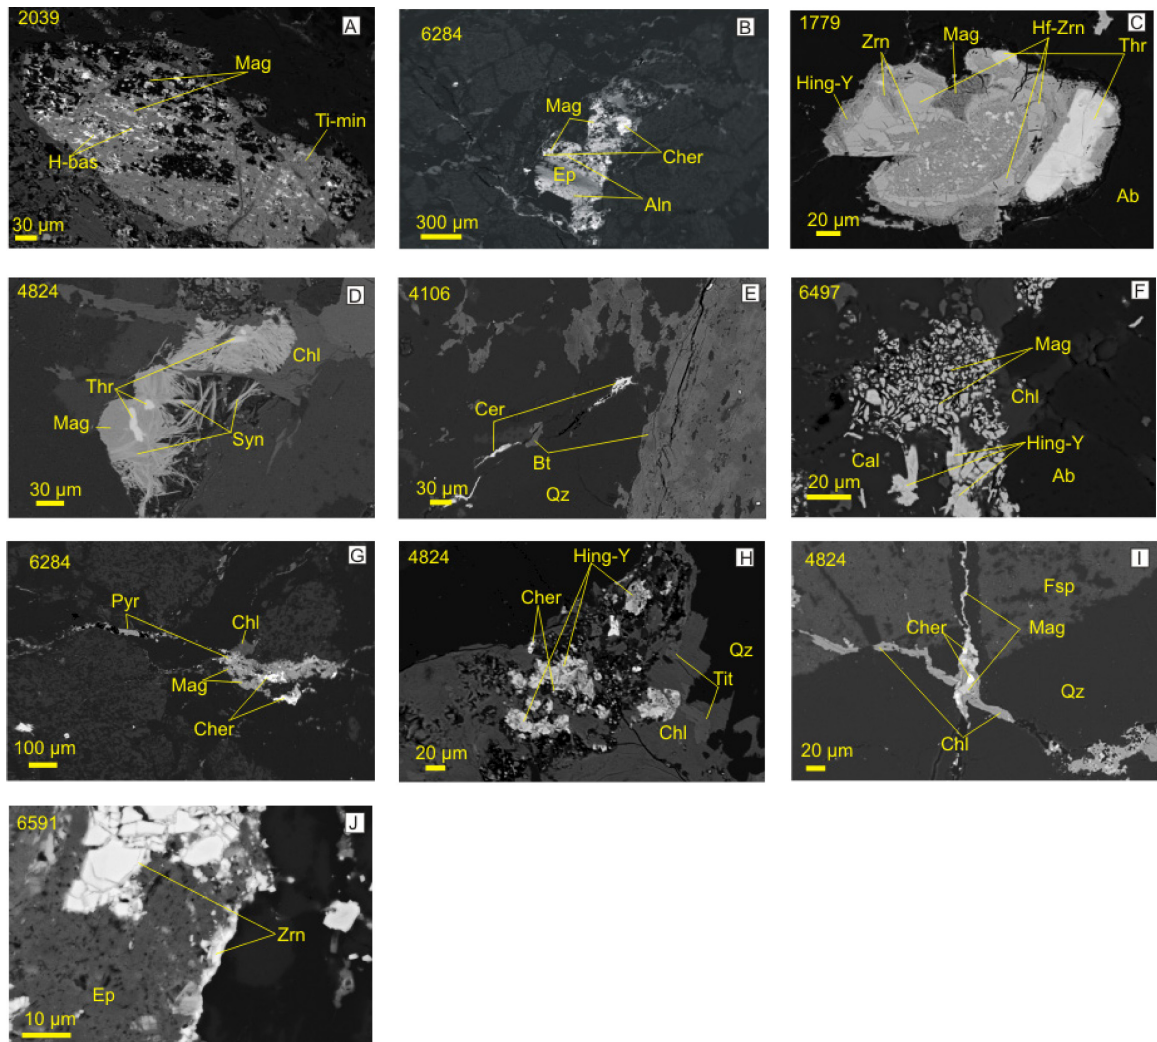 2039
A
Mag
Ti-min
H-bas
30 µm
6284
B
Mag
Cher
Ep
Aln
300 µm
1779
C
Hf-Zrn
Mag
Zrn
Thr
Hing-Y
Ab
20 µm
4824
D
Chl
Thr
Mag
Syn
30 µm
4106
E
Cer
Bt
30 µm
Qz
6497
F
Mag
Chl
Hing-Y
Cal
Ab
20 µm
6284
G
Pyr
Chl
Mag
Cher
100 µm
4824
H
Hing-Y
Cher
Qz
Tit
Chl
20 µm
4824
I
Fsp
Cher
Mag
Qz
Chl
20 µm
6591
J
Zrn
Ep
10 µm